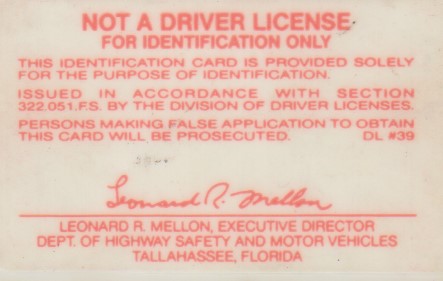 NOT A DRIVER LICENSE
FOR IDENTIFICATION ONLY
THIS IDENTIFICATION CARD IS PROVIDED SOLELY
FOR THE PURPOSE OF IDENTIFICATION.
ISSUED IN ACCORDANCE WITH SECTION
322.051,F.S. BY THE DIVISION OF DRIVER LICENSES.
PERSONS MAKING FALSE APPLICATION TO OBTAIN
THIS CARD WILL BE PROSECUTED. DL #39
Leonard R. Mellon
LEONARD R. MELLON, EXECUTIVE DIRECTOR
DEPT. OF HIGHWAY SAFETY AND MOTOR VEHICLES
TALLAHASSEE, FLORIDA